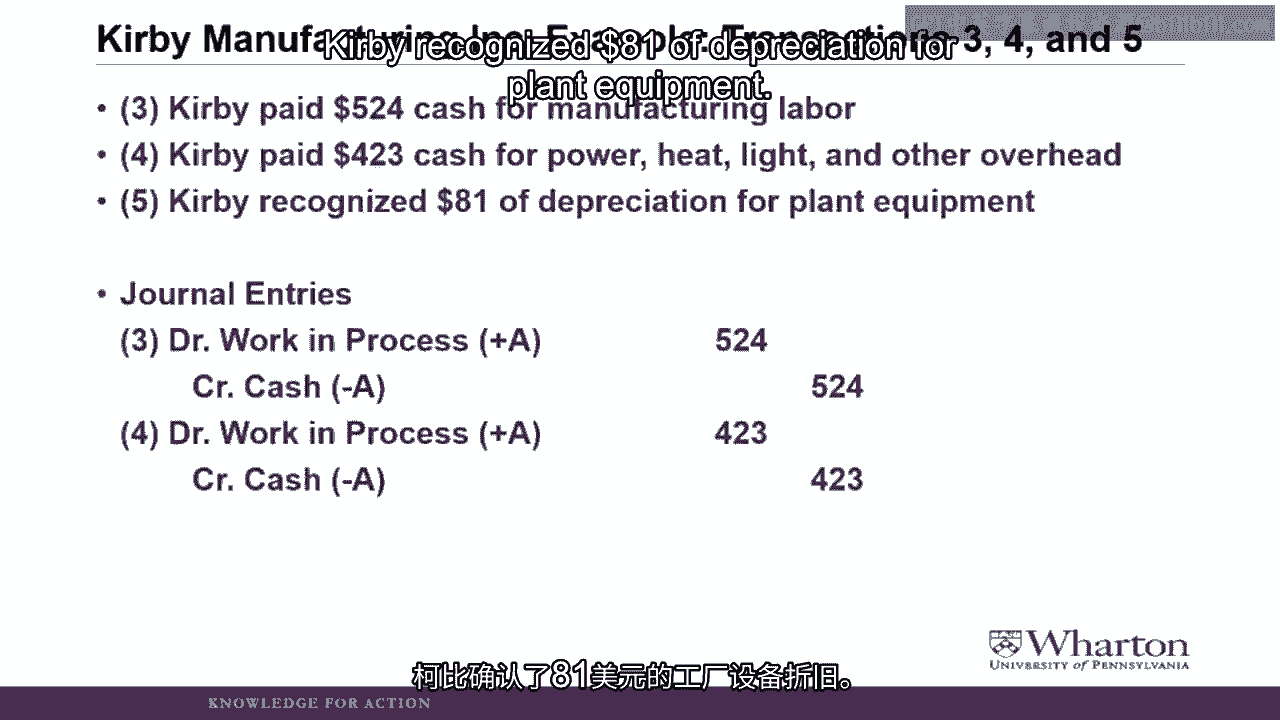 Kirby Manufacturing Inc. Example: Transactions 3, 4, and 5
Kirby recognized $81 of depreciation for
plant equipment.
• (3) Kirby paid $524 cash for manufacturing labor
• (4) Kirby paid $423 cash for power, heat, light, and other overhead
• (5) Kirby recognized $81 of depreciation for plant equipment
• Journal Entries
(3) Dr. Work in Process (+A) 524
Cr. Cash (-A) 524
(4) Dr. Work in Process (+A) 423
Cr. Cash (-A) 423
Wharton
UNIVERSITY of PENNSYLVANIA
柯比确认了81美元的工厂设备折旧。
KNOWLEDGE FOR ACTION